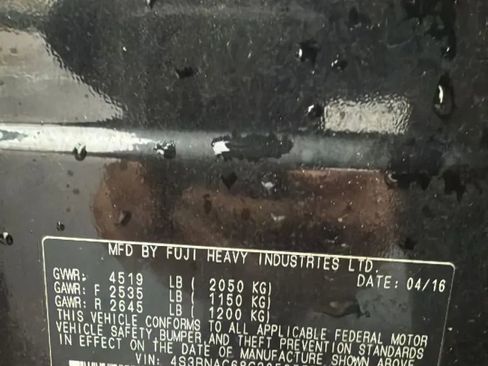 MFD BY FUJI HEAVY INDUSTRIES LTD.
DATE: 04/16
GVWR: 4519 LB ( 2050 KG)
GAWR: F 2535 LB ( 1150 KG)
GAWR: R 2645 LB ( 1200 KG)
THIS VEHICLE CONFORMS TO ALL APPLICABLE FEDERAL MOTOR
VEHICLE SAFETY, BUMPER AND THEFT PREVENTION STANDARDS
IN EFFECT ON THE DATE OF MANUFACTURE SHOWN ABOVE
VIN: